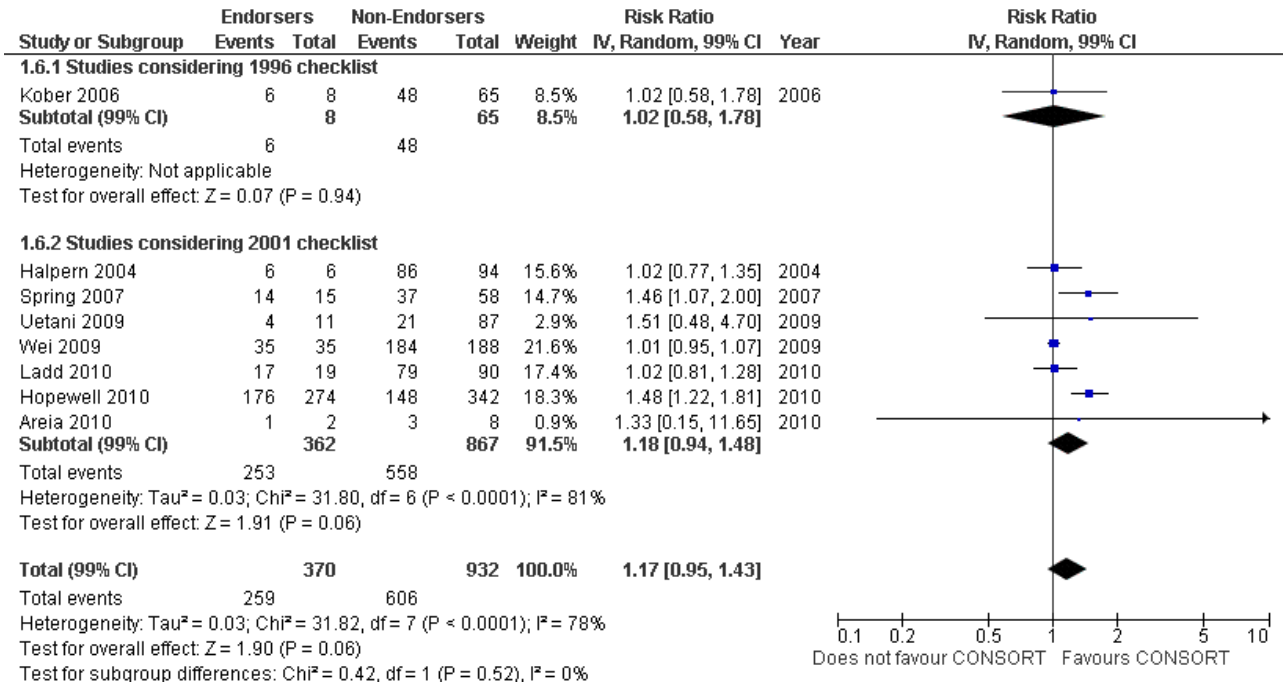 Endorsers Non-Endorsers Risk Ratio Risk Ratio
Study or Subgroup Events Total Events Total Weight IV, Random, 99% CI Year IV, Random, 99% CI
1.6.1 Studies considering 1996 checklist
Kober 2006 6 8 48 65 8.5% 1.02 [0.58, 1.78] 2006
Subtotal (99% CI) 8 65 8.5% 1.02 [0.58, 1.78]
Total events 6 48
Heterogeneity: Not applicable
Test for overall effect: Z = 0.07 (P = 0.94)
1.6.2 Studies considering 2001 checklist
Halpern 2004 6 6 86 94 15.6% 1.02 [0.77, 1.35] 2004
Spring 2007 14 15 37 58 14.7% 1.46 [1.07, 2.00] 2007
Uetani 2009 4 11 21 87 2.9% 1.51 [0.48, 4.70] 2009
Wei 2009 35 35 184 188 21.6% 1.01 [0.95, 1.07] 2009
Ladd 2010 17 19 79 90 17.4% 1.02 [0.81, 1.28] 2010
Hopewell 2010 176 274 148 342 18.3% 1.48 [1.22, 1.81] 2010
Areia 2010 1 2 3 8 0.9% 1.33 [0.15, 11.65] 2010
Subtotal (99% CI) 362 867 91.5% 1.18 [0.94, 1.48]
Total events 253 558
Heterogeneity: Tau² = 0.03; Chi² = 31.80, df = 6 (P < 0.0001); I² = 81%
Test for overall effect: Z = 1.91 (P = 0.06)
Total (99% CI) 370 932 100.0% 1.17 [0.95, 1.43]
Total events 259 606
Heterogeneity: Tau² = 0.03; Chi² = 31.82, df = 7 (P < 0.0001); I² = 78%
Test for overall effect: Z = 1.90 (P = 0.06)
Test for subgroup differences: Chi² = 0.42, df = 1 (P = 0.52), I² = 0%
0.1 0.2 0.5 1 2 5 10
Does not favour CONSORT Favours CONSORT